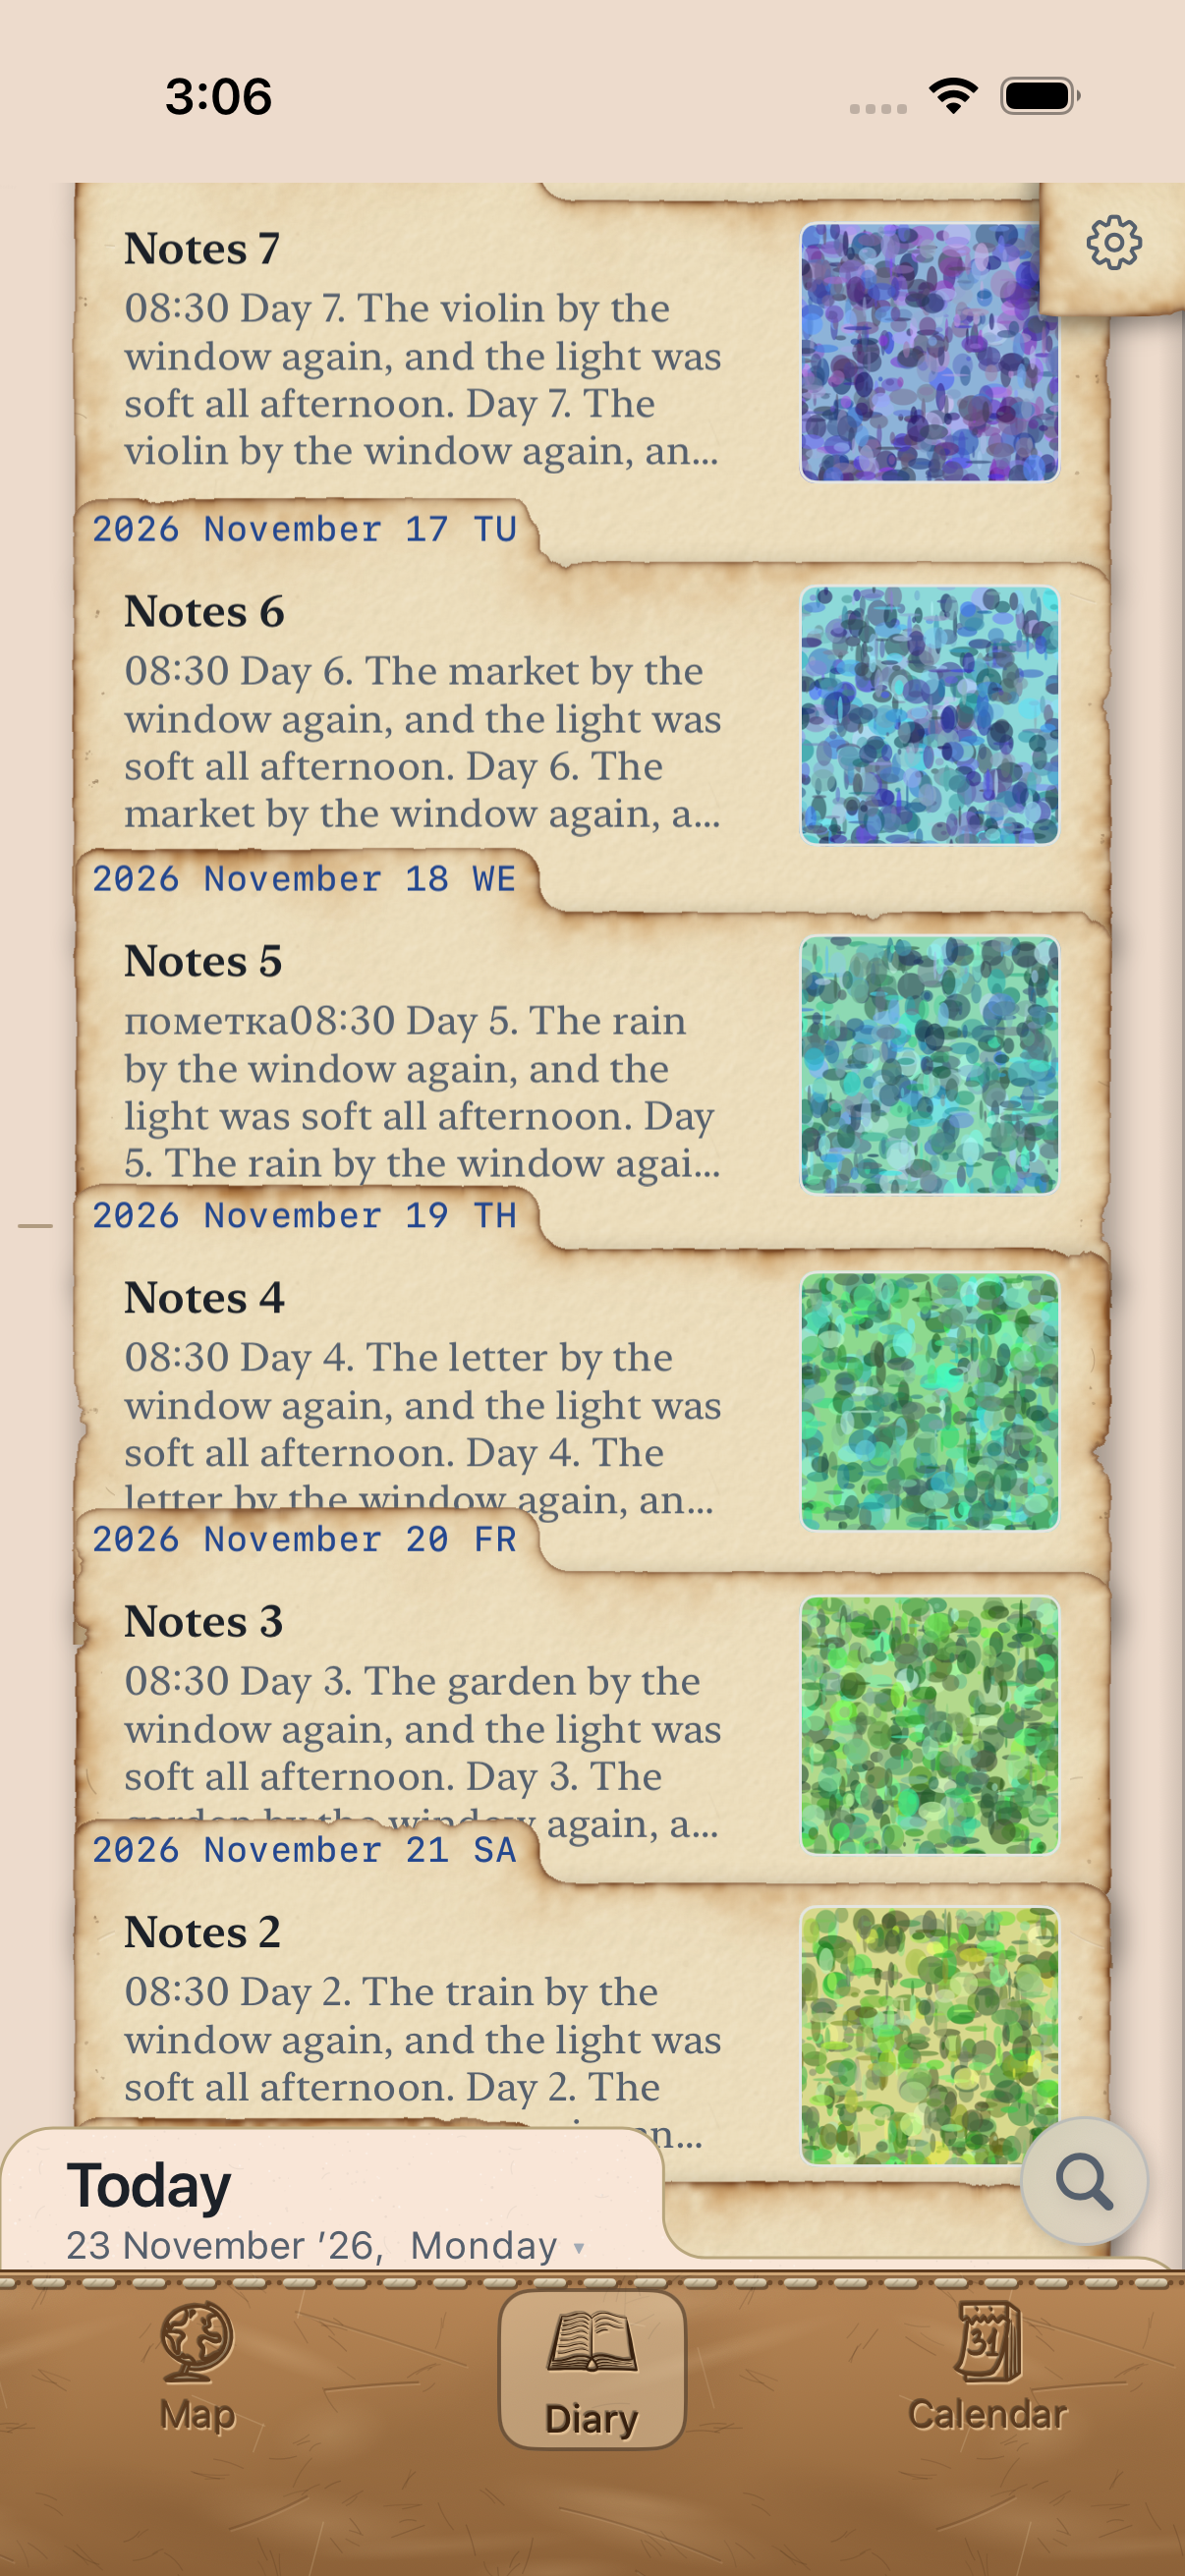 3:06
Notes 7
08:30 Day 7. The violin by the
window again, and the light was
soft all afternoon. Day 7. The
violin by the window again, an...
2026 November 17 TU
Notes 6
08:30 Day 6. The market by the
window again, and the light was
soft all afternoon. Day 6. The
market by the window again, a...
2026 November 18 WE
Notes 5
пометка08:30 Day 5. The rain
by the window again, and the
light was soft all afternoon. Day
5. The rain by the window agai...
2026 November 19 TH
Notes 4
08:30 Day 4. The letter by the
window again, and the light was
soft all afternoon. Day 4. The
letter by the window again, an...
2026 November 20 FR
Notes 3
08:30 Day 3. The garden by the
window again, and the light was
soft all afternoon. Day 3. The
garden by the window again, a...
2026 November 21 SA
Notes 2
08:30 Day 2. The train by the
window again, and the light was
soft all afternoon. Day 2. The
Today
23 November ’26, Monday
31
Map
Diary
Calendar